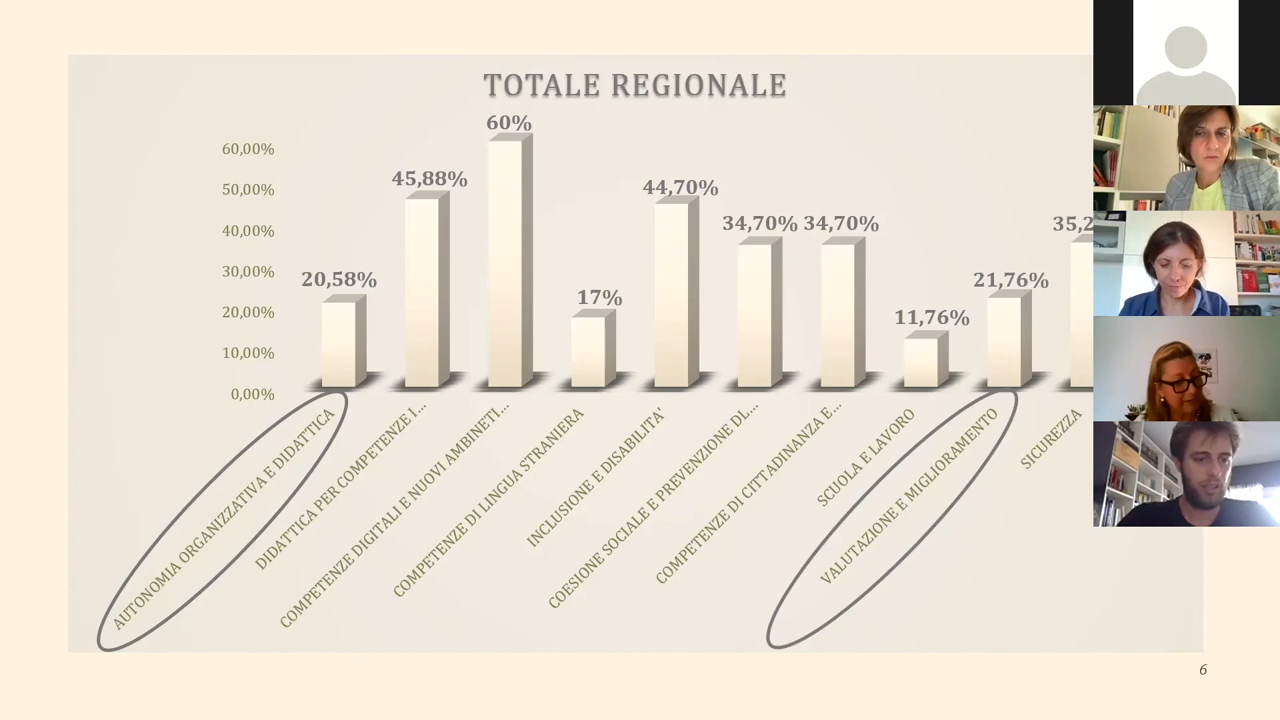 TOTALE REGIONALE
60,00%
50,00%
40,00%
30,00%
20,00%
10,00%
0,00%
20,58%
45,88%
60%
17%
44,70%
34,70%
34,70%
11,76%
21,76%
35,2
AUTONOMIA ORGANIZZATIVA E DIDATTICA
DIDATTICA PER COMPETENZE I...
COMPETENZE DIGITALI E NUOVI AMBINETI...
COMPETENZE DI LINGUA STRANIERA
INCLUSIONE E DISABILITA'
COESIONE SOCIALE E PREVENZIONE DI...
COMPETENZE DI CITTADINANZA E...
SCUOLA E LAVORO
VALUTAZIONE E MIGLIORAMENTO
SICUREZZA
6